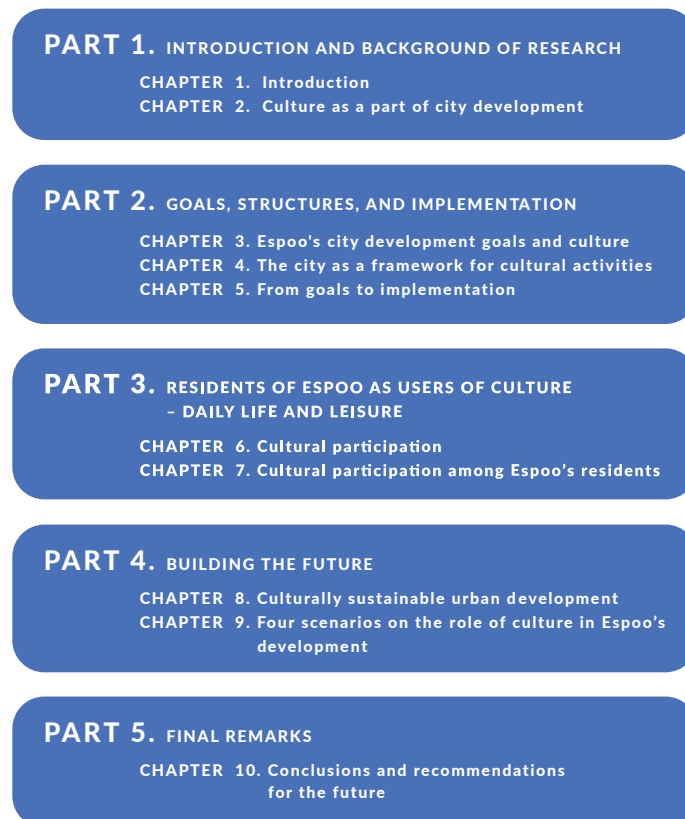 PART 1. INTRODUCTION AND BACKGROUND OF RESEARCH
CHAPTER 1. Introduction
CHAPTER 2. Culture as a part of city development
PART 2. GOALS, STRUCTURES, AND IMPLEMENTATION
CHAPTER 3. Espoo's city development goals and culture
CHAPTER 4. The city as a framework for cultural activities
CHAPTER 5. From goals to implementation
PART 3. RESIDENTS OF ESPOO AS USERS OF CULTURE
– DAILY LIFE AND LEISURE
CHAPTER 6. Cultural participation
CHAPTER 7. Cultural participation among Espoo’s residents
PART 4. BUILDING THE FUTURE
CHAPTER 8. Culturally sustainable urban development
CHAPTER 9. Four scenarios on the role of culture in Espoo’s
development
PART 5. FINAL REMARKS
CHAPTER 10. Conclusions and recommendations
for the future